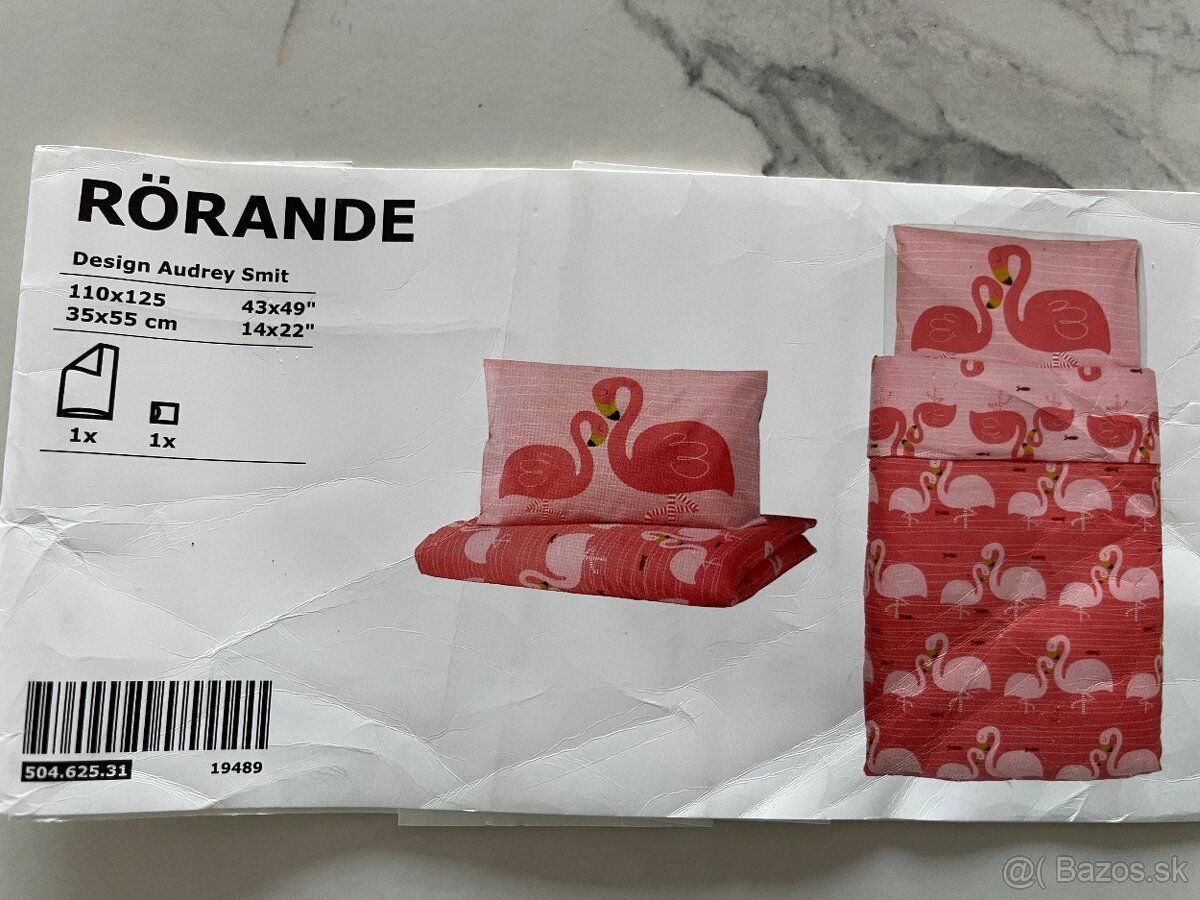 RÖRANDE
Design Audrey Smit
110x125 43x49"
35x55 cm 14x22"
1x 1x
504.625.31 19489
@( Bazos.sk